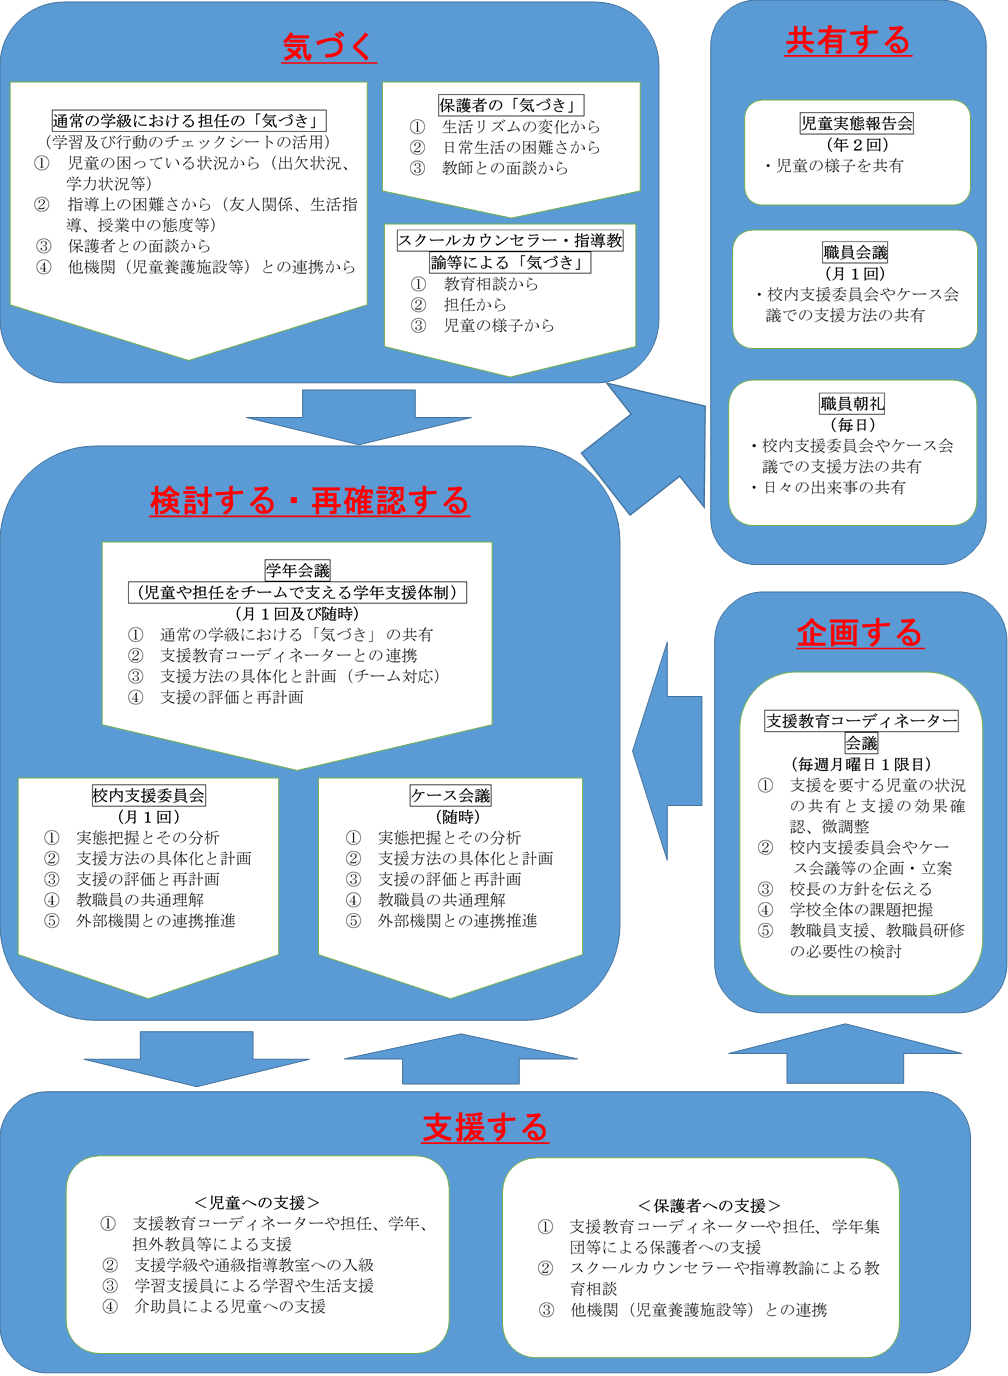 気づく
通常の学級における担任の「気づき」
（学習及び行動のチェックシートの活用）
① 児童の困っている状況から（出欠状況、
学力状況等）
② 指導上の困難さから（友人関係、生活指
導、授業中の態度等）
③ 保護者との面談から
④ 他機関（児童養護施設等）との連携から
保護者の「気づき」
① 生活リズムの変化から
② 日常生活の困難さから
③ 教師との面談から
スクールカウンセラー・指導教
諭等による「気づき」
① 教育相談から
② 担任から
③ 児童の様子から
共有する
児童実態報告会
（年２回）
・児童の様子を共有
職員会議
（月１回）
・校内支援委員会やケース会
議での支援方法の共有
職員朝礼
（毎日）
・校内支援委員会やケース会
議での支援方法の共有
・日々の出来事の共有
検討する・再確認する
学年会議
（児童や担任をチームで支える学年支援体制）
（月１回及び随時）
① 通常の学級における「気づき」の共有
② 支援教育コーディネーターとの連携
③ 支援方法の具体化と計画（チーム対応）
④ 支援の評価と再計画
校内支援委員会
（月１回）
① 実態把握とその分析
② 支援方法の具体化と計画
③ 支援の評価と再計画
④ 教職員の共通理解
⑤ 外部機関との連携推進
ケース会議
（随時）
① 実態把握とその分析
② 支援方法の具体化と計画
③ 支援の評価と再計画
④ 教職員の共通理解
⑤ 外部機関との連携推進
企画する
支援教育コーディネーター
会議
（毎週月曜日１限目）
① 支援を要する児童の状況
の共有と支援の効果確
認、微調整
② 校内支援委員会やケー
ス会議等の企画・立案
③ 校長の方針を伝える
④ 学校全体の課題把握
⑤ 教職員支援、教職員研修
の必要性の検討
支援する
＜児童への支援＞
① 支援教育コーディネーターや担任、学年、
担外教員等による支援
② 支援学級や通級指導教室への入級
③ 学習支援員による学習や生活支援
④ 介助員による児童への支援
＜保護者への支援＞
① 支援教育コーディネーターや担任、学年集
団等による保護者への支援
② スクールカウンセラーや指導教諭による教
育相談
③ 他機関（児童養護施設等）との連携